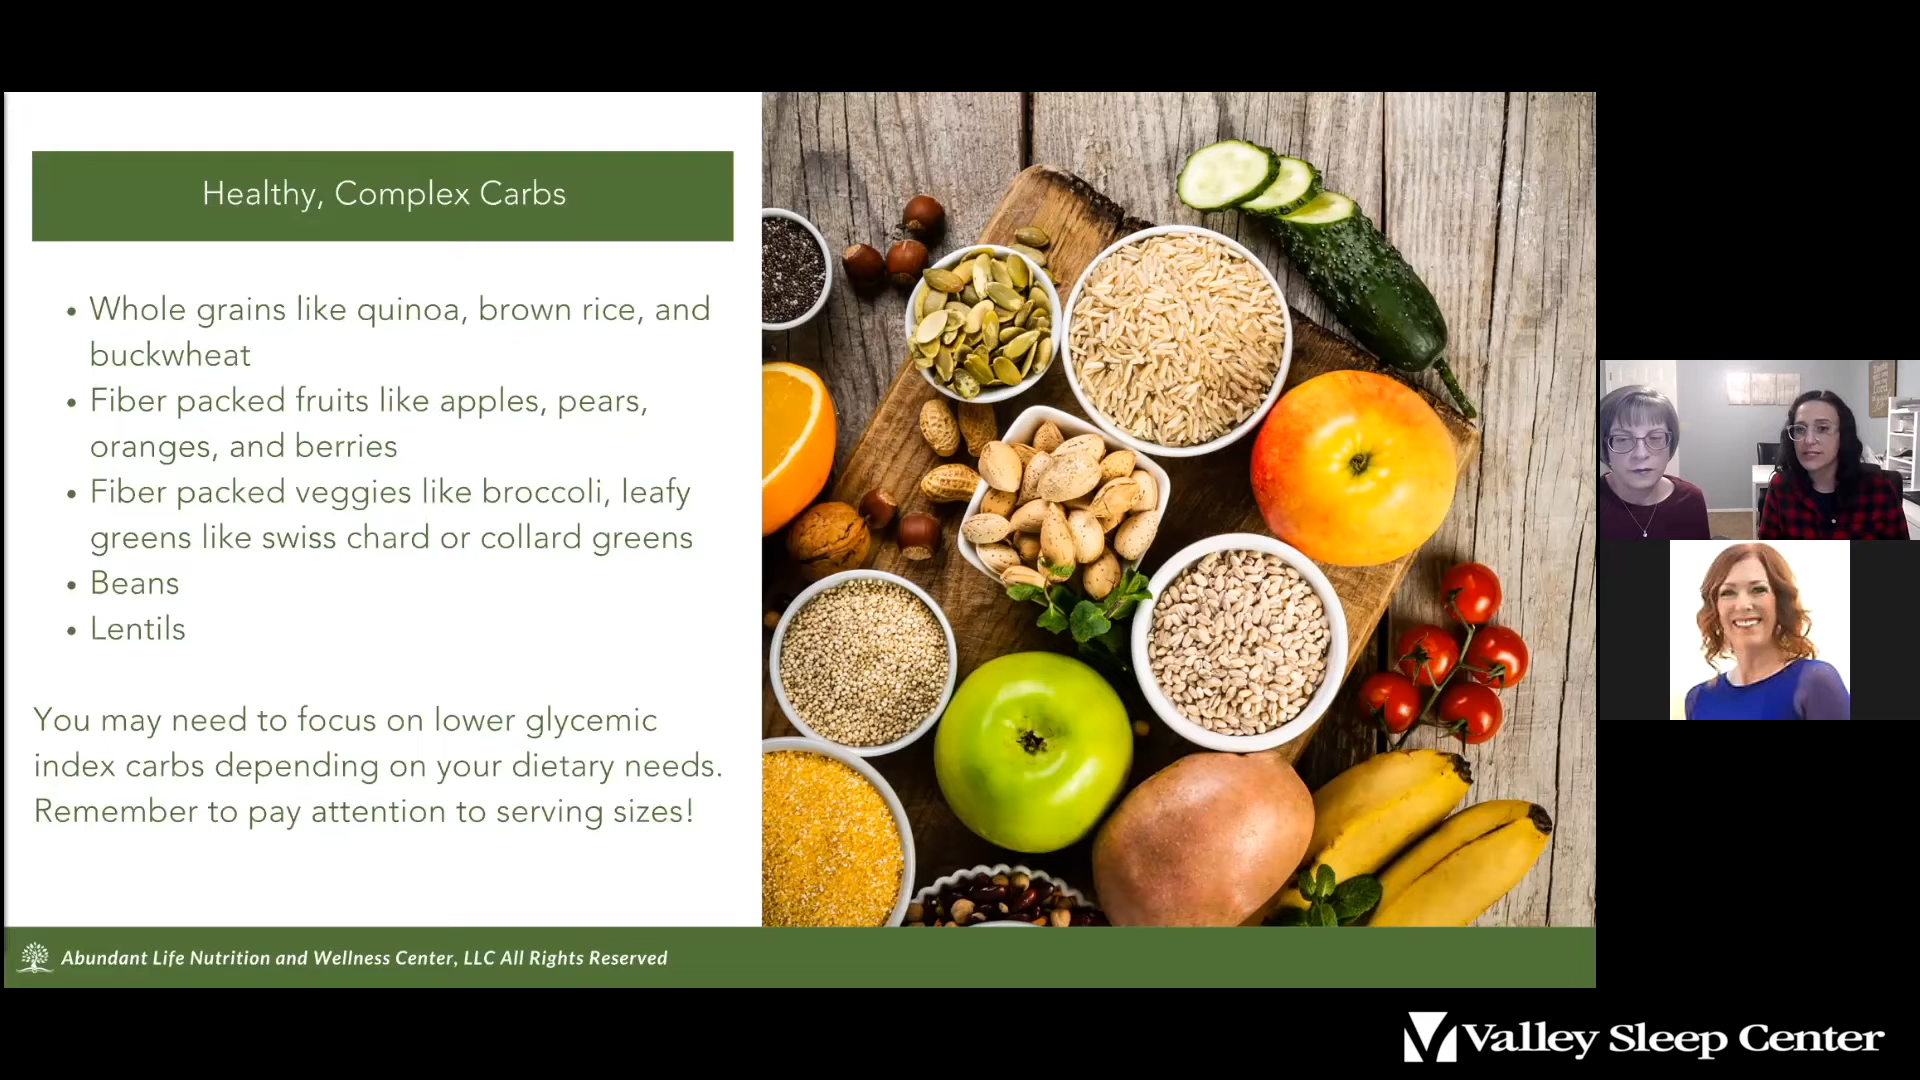 Healthy, Complex Carbs
• Whole grains like quinoa, brown rice, and
buckwheat
• Fiber packed fruits like apples, pears,
oranges, and berries
• Fiber packed veggies like broccoli, leafy
greens like swiss chard or collard greens
• Beans
• Lentils
You may need to focus on lower glycemic
index carbs depending on your dietary needs.
Remember to pay attention to serving sizes!
Abundant Life Nutrition and Wellness Center, LLC All Rights Reserved
Valley Sleep Center